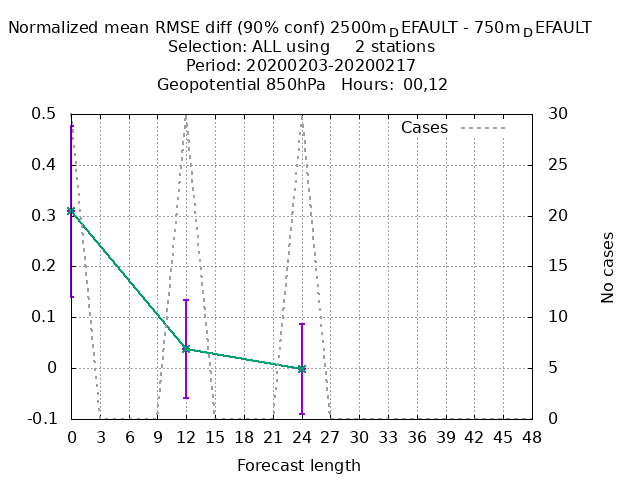 Normalized mean RMSE diff (90% conf) 2500m_DEFAULT - 750m_DEFAULT
Selection: ALL using 2 stations
Period: 20200203-20200217
Geopotential 850hPa Hours: 00,12
Cases
0.5
0.4
0.3
0.2
0.1
0
-0.1
30
25
20
15
10
5
0
No cases
0 3 6 9 12 15 18 21 24 27 30 33 36 39 42 45 48
Forecast length